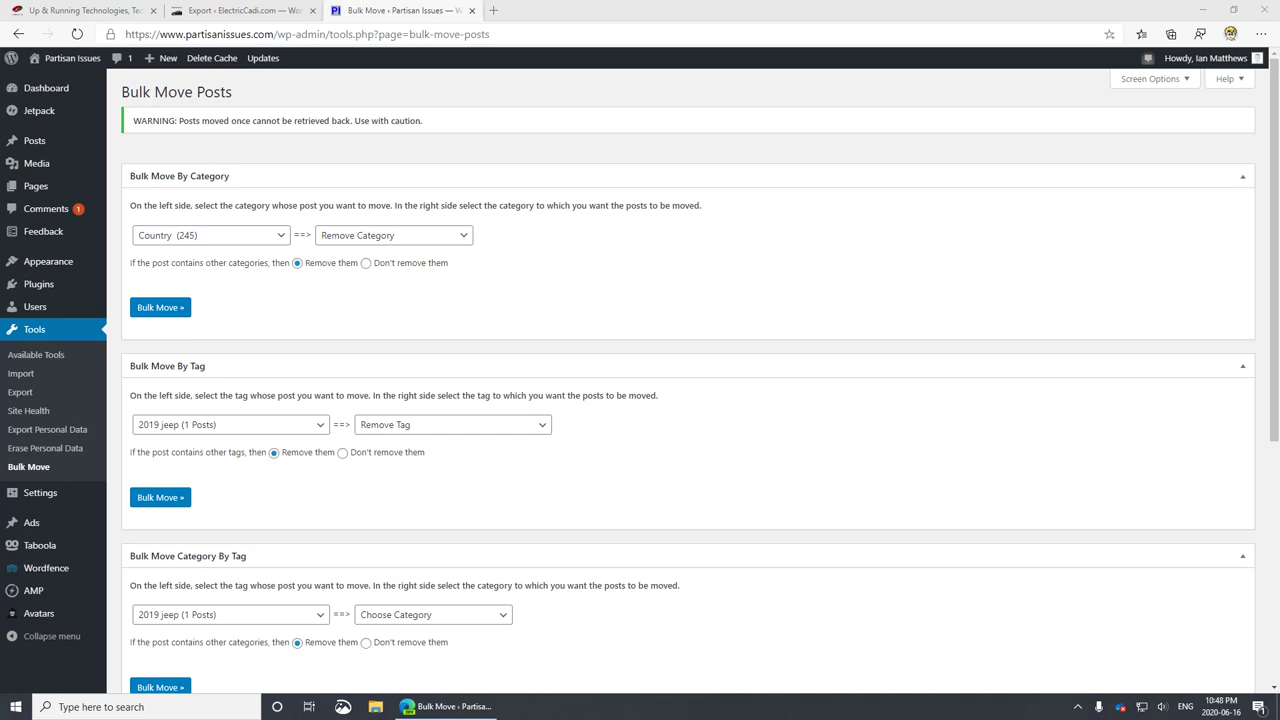 Up & Running Technologies, Tec
Export ‹ ElectricCadi.com — Wo
Bulk Move ‹ Partisan Issues — W
https://www.partisanissues.com/wp-admin/tools.php?page=bulk-move-posts
Partisan Issues
1
New
Delete Cache
Updates
Howdy, Ian Matthews
Screen Options
Help
Dashboard
Jetpack
Posts
Media
Pages
Comments 1
Feedback
Appearance
Plugins
Users
Tools
Available Tools
Import
Export
Site Health
Export Personal Data
Erase Personal Data
Bulk Move
Settings
Ads
Taboola
Wordfence
AMP
Avatars
Collapse menu
Bulk Move Posts
WARNING: Posts moved once cannot be retrieved back. Use with caution.
Bulk Move By Category
On the left side, select the category whose post you want to move. In the right side select the category to which you want the posts to be moved.
Country (245) ==> Remove Category
If the post contains other categories, then Remove them Don't remove them
Bulk Move »
Bulk Move By Tag
On the left side, select the tag whose post you want to move. In the right side select the tag to which you want the posts to be moved.
2019 jeep (1 Posts) ==> Remove Tag
If the post contains other tags, then Remove them Don't remove them
Bulk Move »
Bulk Move Category By Tag
On the left side, select the tag whose post you want to move. In the right side select the category to which you want the posts to be moved.
2019 jeep (1 Posts) ==> Choose Category
If the post contains other categories, then Remove them Don't remove them
Bulk Move »
Type here to search
Bulk Move ‹ Partisa...
ENG
10:48 PM
2020-06-16
1